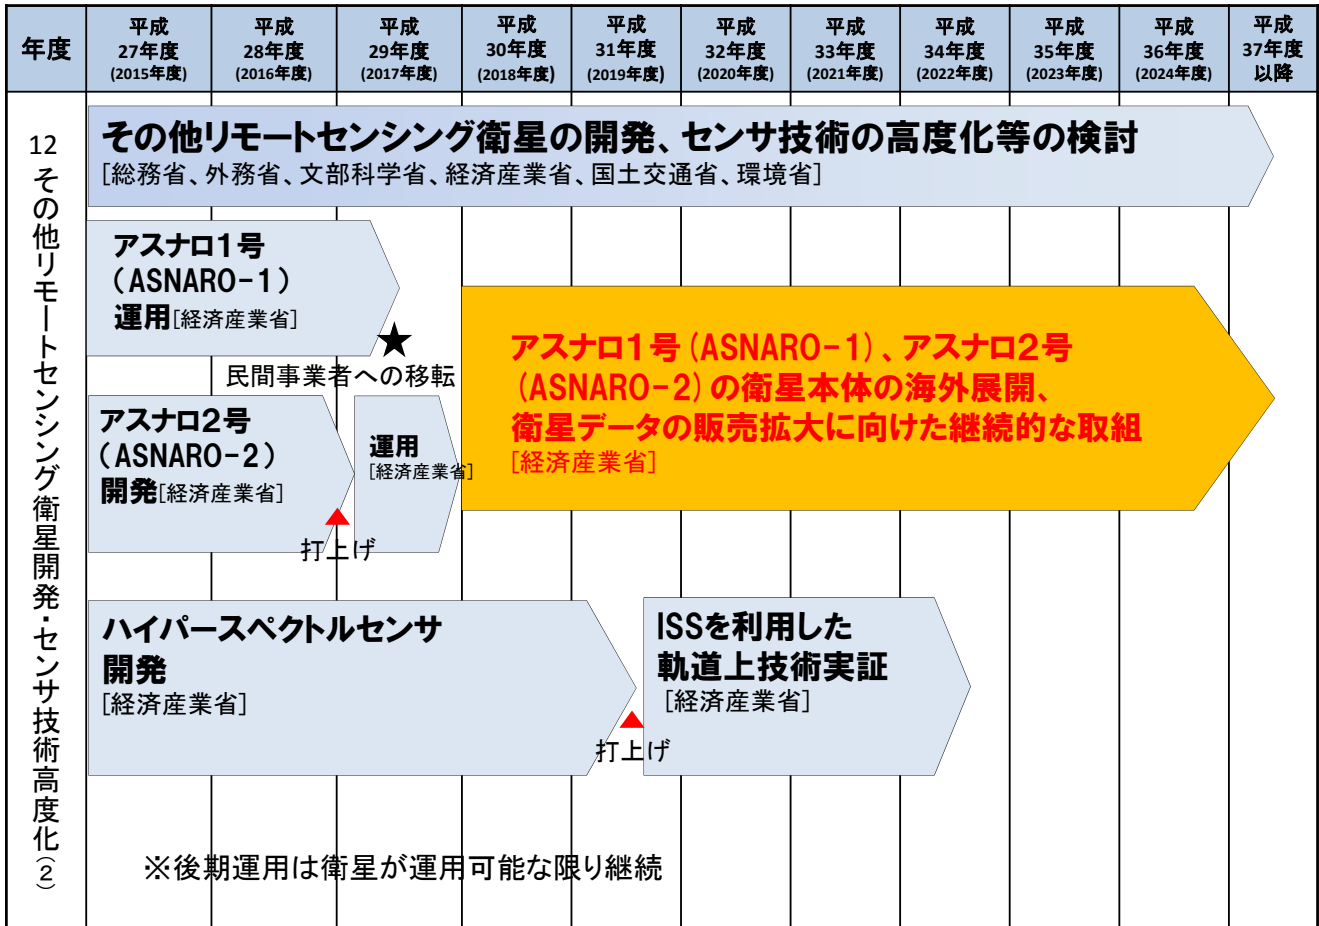 年度
平成
27年度
(2015年度)
平成
28年度
(2016年度)
平成
29年度
(2017年度)
平成
30年度
(2018年度)
平成
31年度
(2019年度)
平成
32年度
(2020年度)
平成
33年度
(2021年度)
平成
34年度
(2022年度)
平成
35年度
(2023年度)
平成
36年度
(2024年度)
平成
37年度
以降
12 その他リモートセンシング衛星開発・センサ技術高度化(2)
その他リモートセンシング衛星の開発、センサ技術の高度化等の検討
[総務省、外務省、文部科学省、経済産業省、国土交通省、環境省]
アスナロ1号
(ASNARO-1)
運用[経済産業省]
★
民間事業者への移転
アスナロ2号
(ASNARO-2)
開発[経済産業省]
打上げ
運用
[経済産業省]
アスナロ1号(ASNARO-1)、アスナロ2号
(ASNARO-2)の衛星本体の海外展開、
衛星データの販売拡大に向けた継続的な取組
[経済産業省]
ハイパースペクトルセンサ
開発
[経済産業省]
打上げ
ISSを利用した
軌道上技術実証
[経済産業省]
※後期運用は衛星が運用可能な限り継続